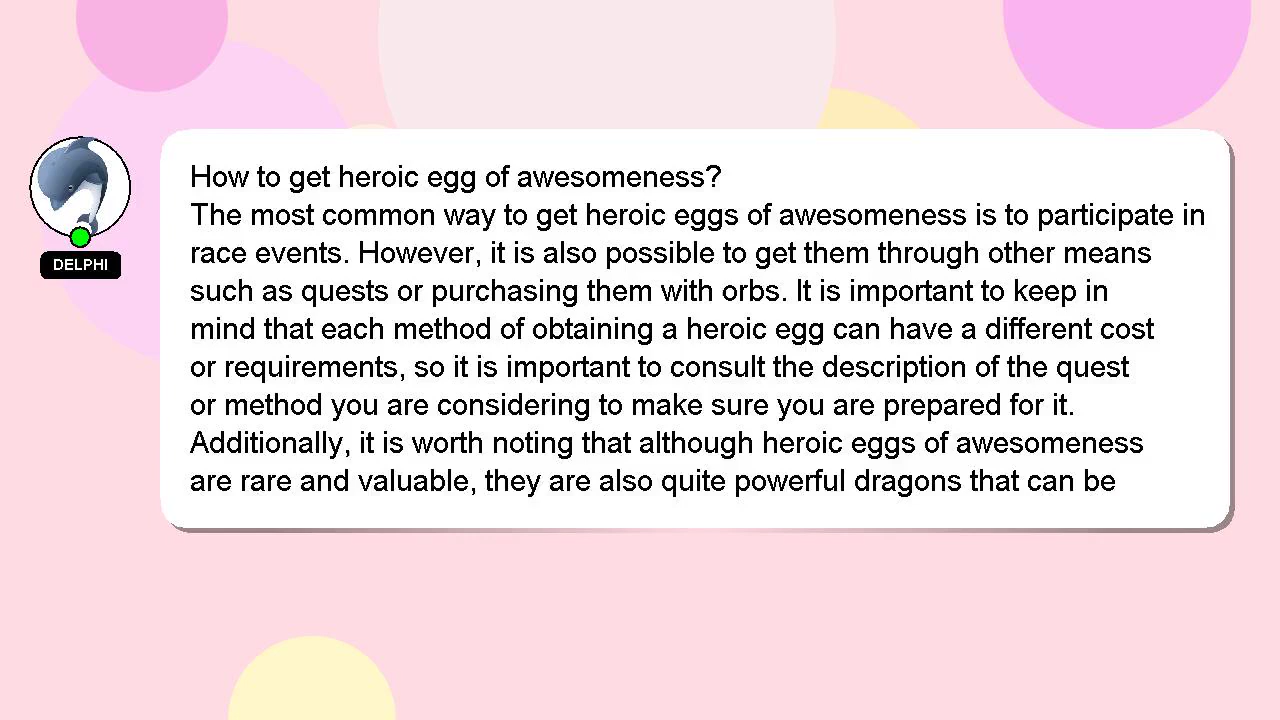 How to get heroic egg of awesomeness?
The most common way to get heroic eggs of awesomeness is to participate in
race events. However, it is also possible to get them through other means
such as quests or purchasing them with orbs. It is important to keep in
mind that each method of obtaining a heroic egg can have a different cost
or requirements, so it is important to consult the description of the quest
or method you are considering to make sure you are prepared for it.
Additionally, it is worth noting that although heroic eggs of awesomeness
are rare and valuable, they are also quite powerful dragons that can be
DELPHI